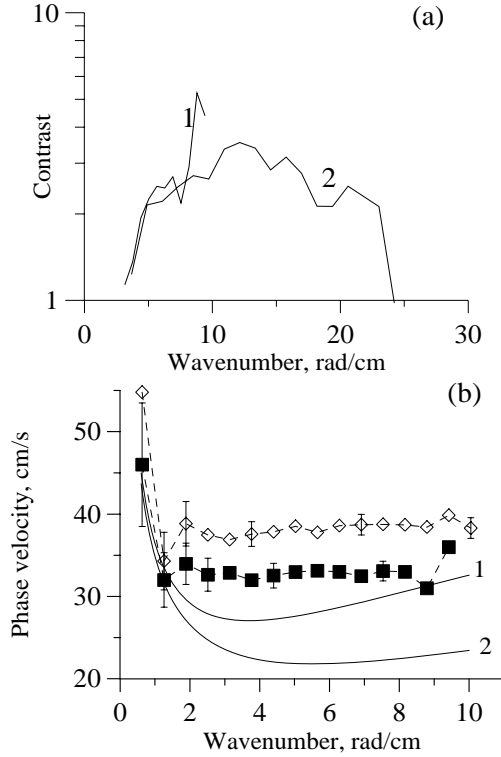 (a)
10
1
2
Contrast
1
0 10 20 30
Wavenumber, rad/cm
(b)
50
40
30
20
Phase velocity, cm/s
1
2
0 2 4 6 8 10
Wavenumber, rad/cm